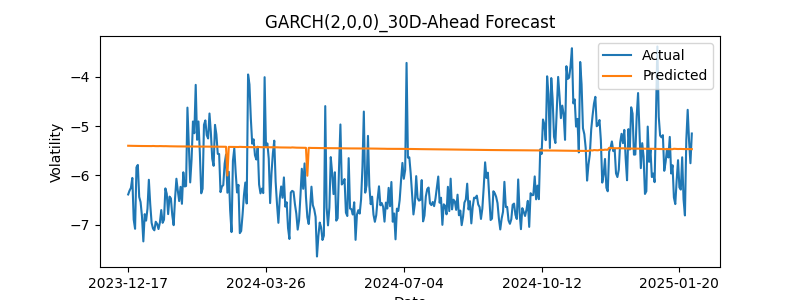 GARCH(2,0,0)_30D-Ahead Forecast
Actual
Predicted
Volatility
−4
−5
−6
−7
2023-12-17
2024-03-26
2024-07-04
2024-10-12
2025-01-20